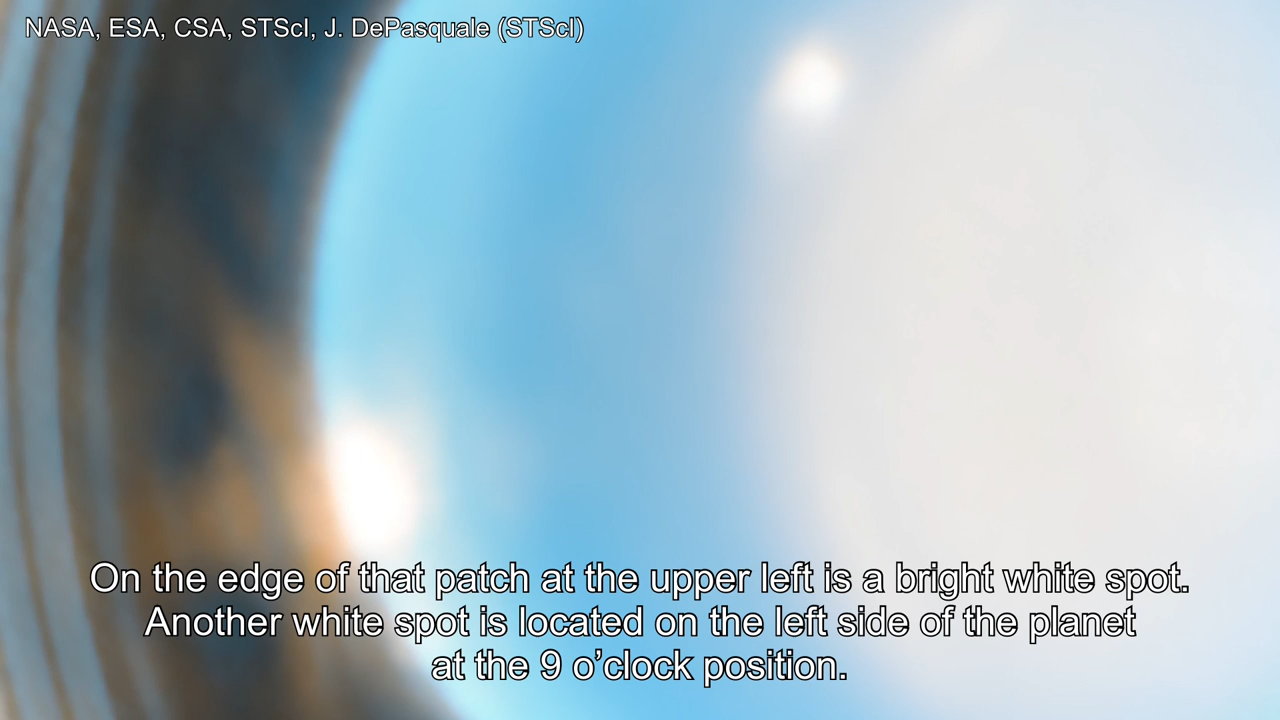 NASA, ESA, CSA, STScI, J. DePasquale (STScI)
On the edge of that patch at the upper left is a bright white spot.
Another white spot is located on the left side of the planet
at the 9 o’clock position.